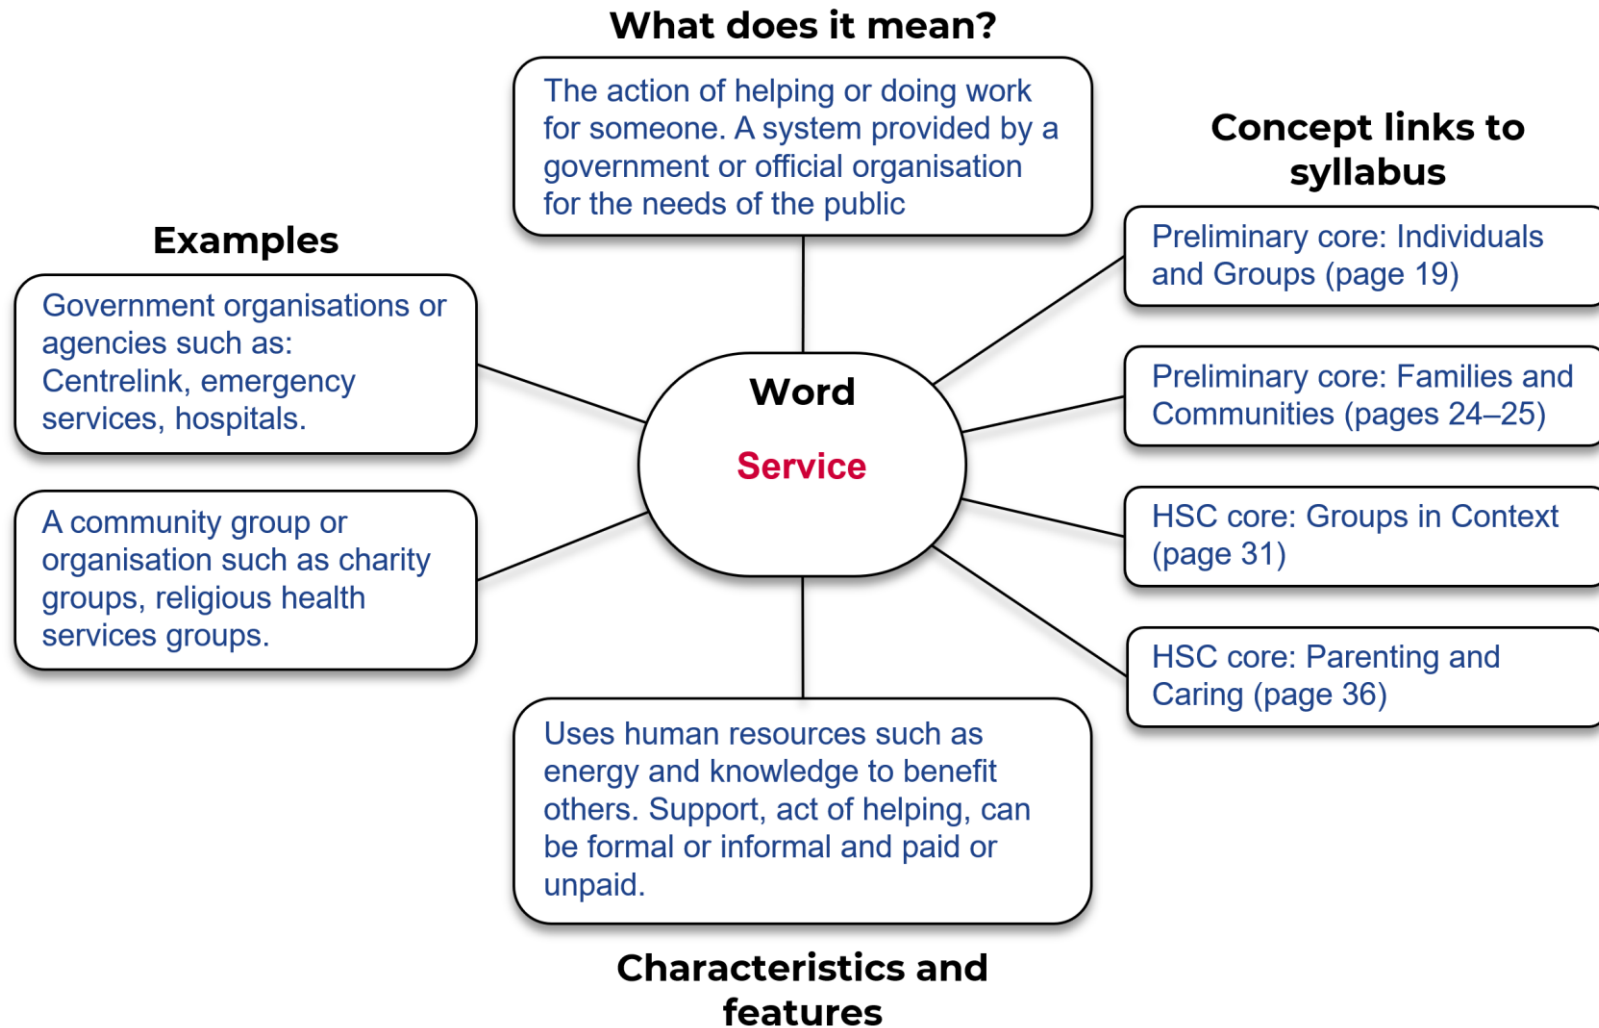 What does it mean?
The action of helping or doing work
for someone. A system provided by a
government or official organisation
for the needs of the public
Concept links to
syllabus
Preliminary core: Individuals
and Groups (page 19)
Preliminary core: Families and
Communities (pages 24–25)
HSC core: Groups in Context
(page 31)
HSC core: Parenting and
Caring (page 36)
Examples
Government organisations or
agencies such as:
Centrelink, emergency
services, hospitals.
A community group or
organisation such as charity
groups, religious health
services groups.
Word
Service
Uses human resources such as
energy and knowledge to benefit
others. Support, act of helping, can
be formal or informal and paid or
unpaid.
Characteristics and
features